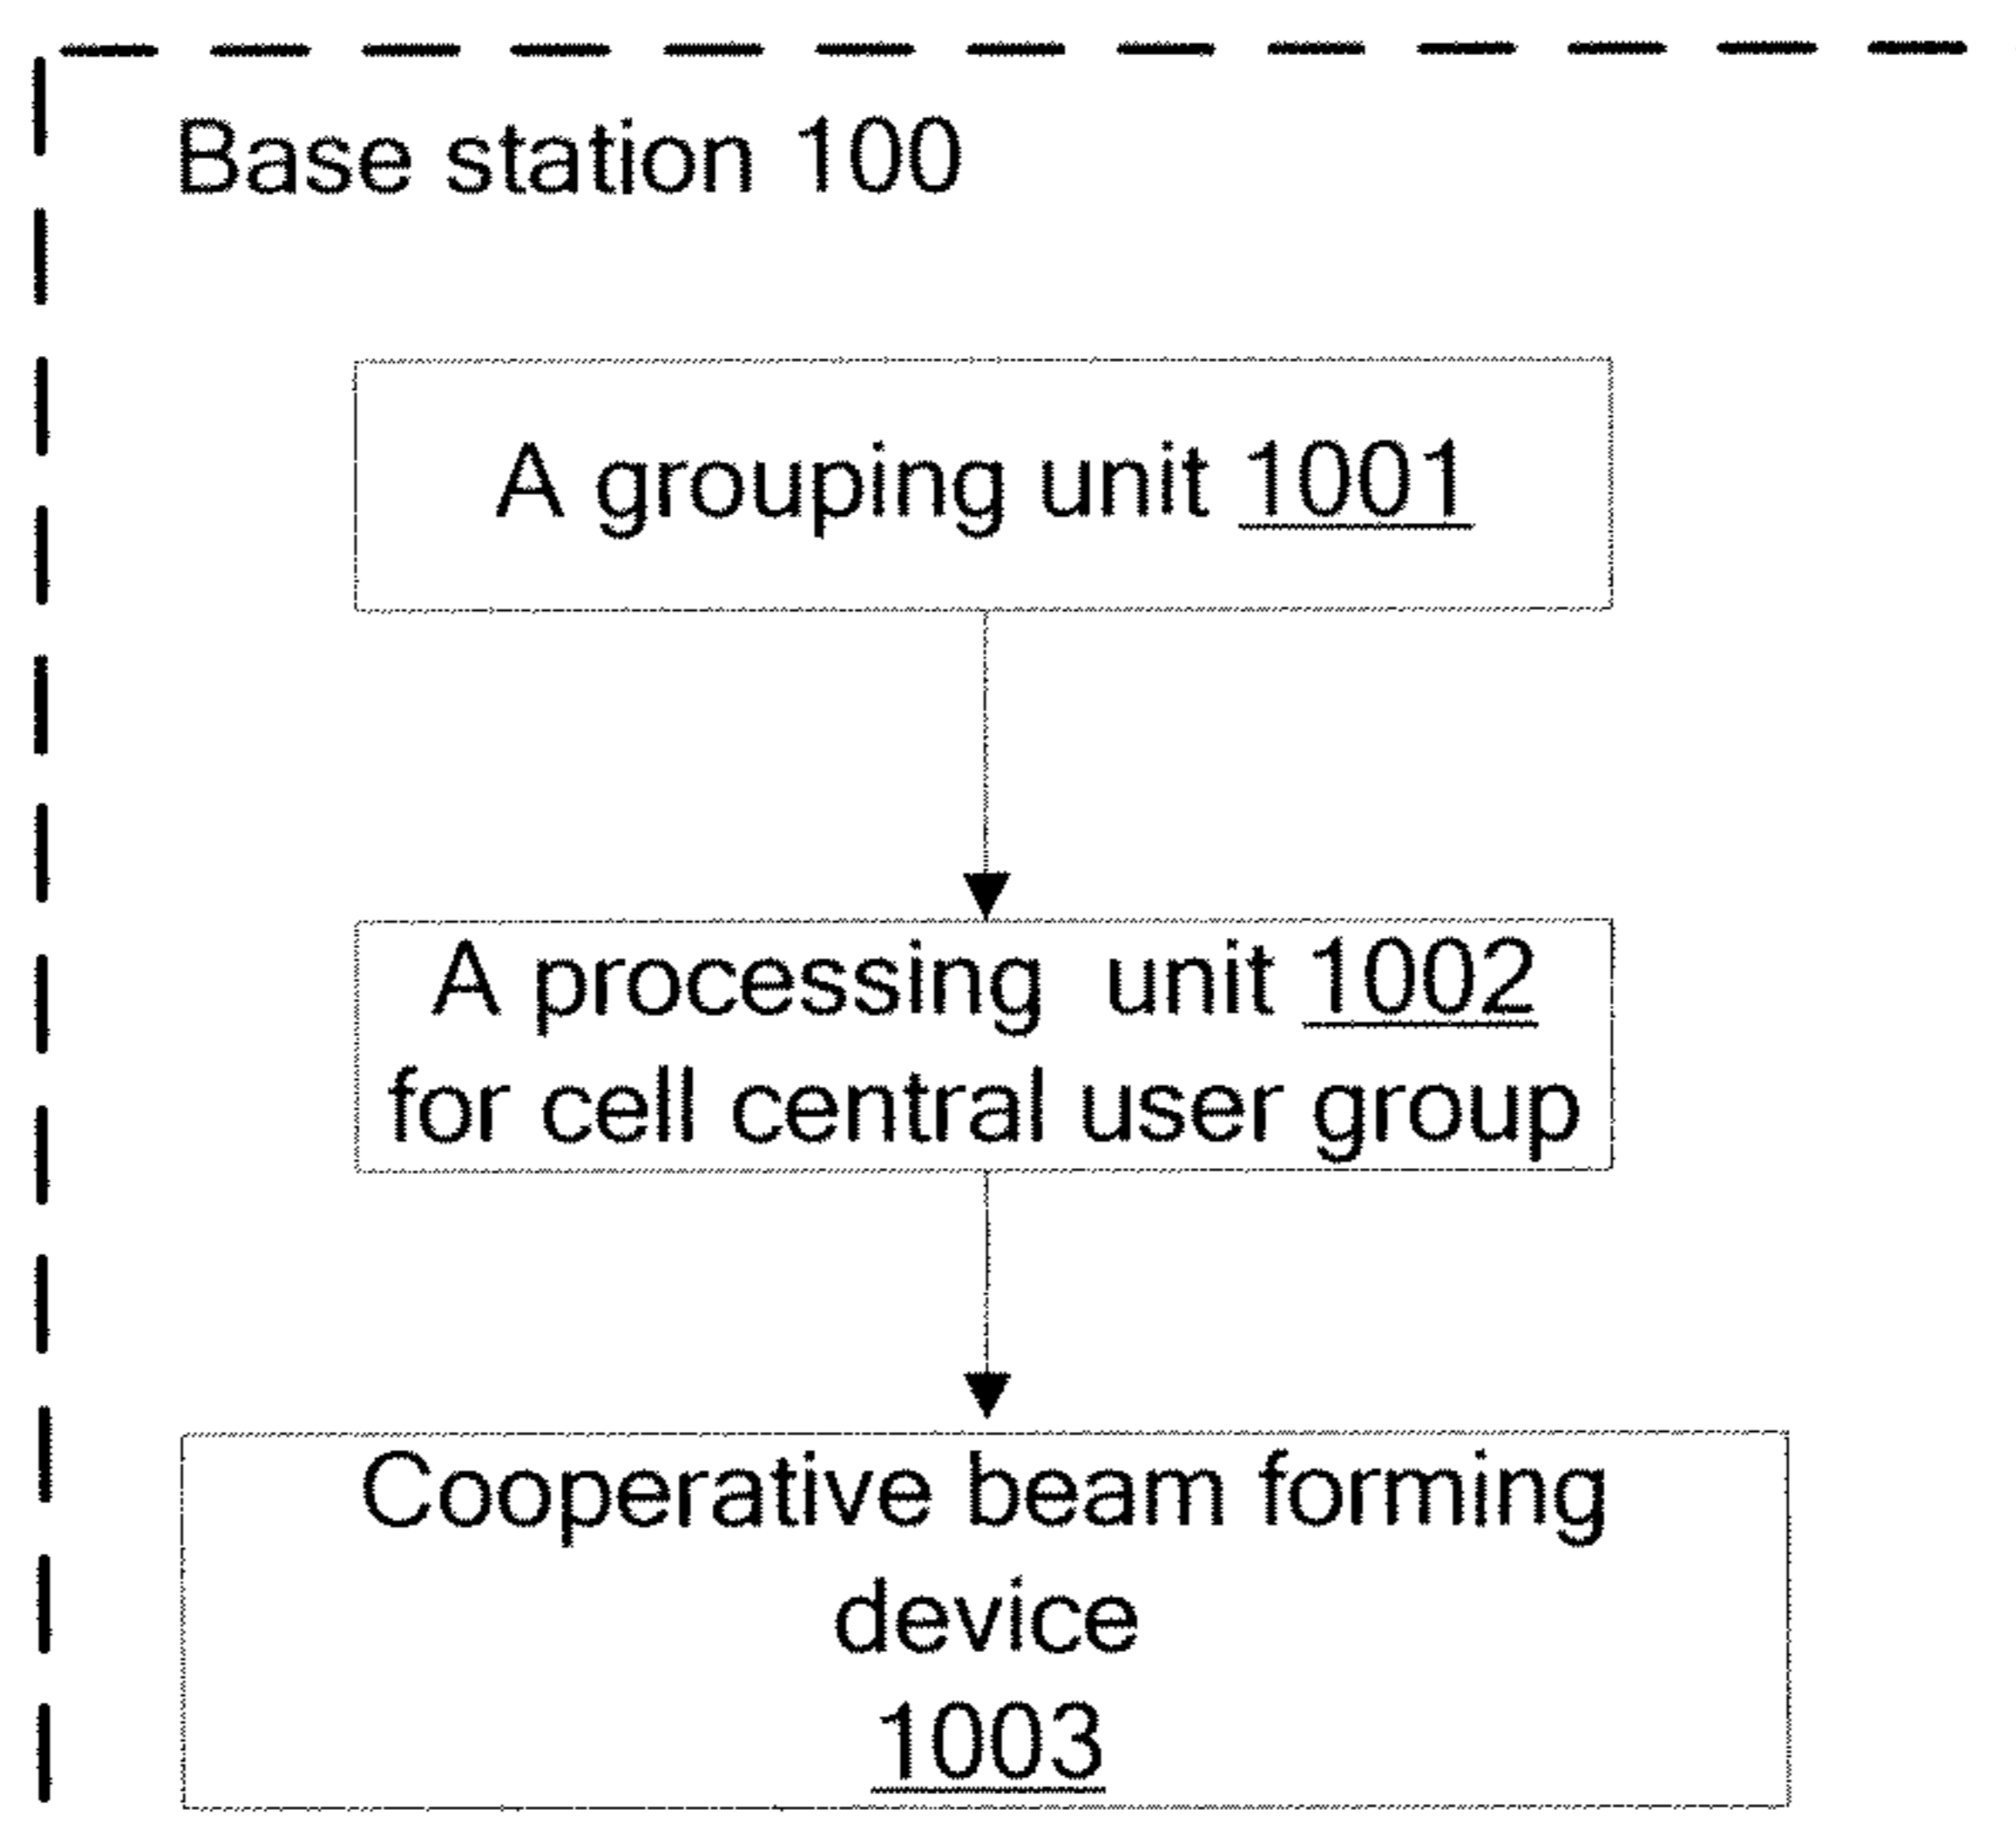 Base station 100
A grouping unit 1001
A processing unit 1002
for cell central user group
Cooperative beam forming
device
1003